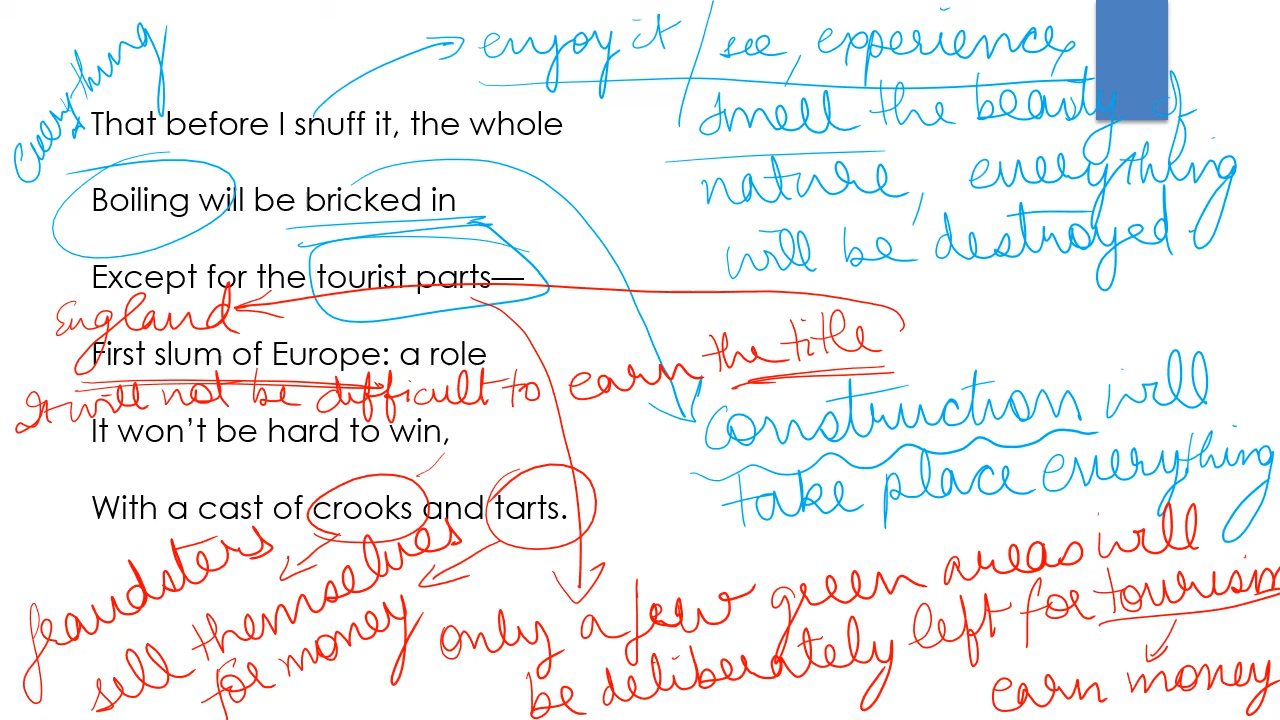 everything
enjoy it / see, experience,
smell the beauty of
nature, everything
will be destroyed.
That before I snuff it, the whole
Boiling will be bricked in
Except for the tourist parts—
England
First slum of Europe: a role
It will not be difficult to earn the title
It won't be hard to win,
construction will
take place everything
With a cast of crooks and tarts.
fraudsters
sell themselves
for money
only a few green areas will
be deliberately left for tourism
earn money